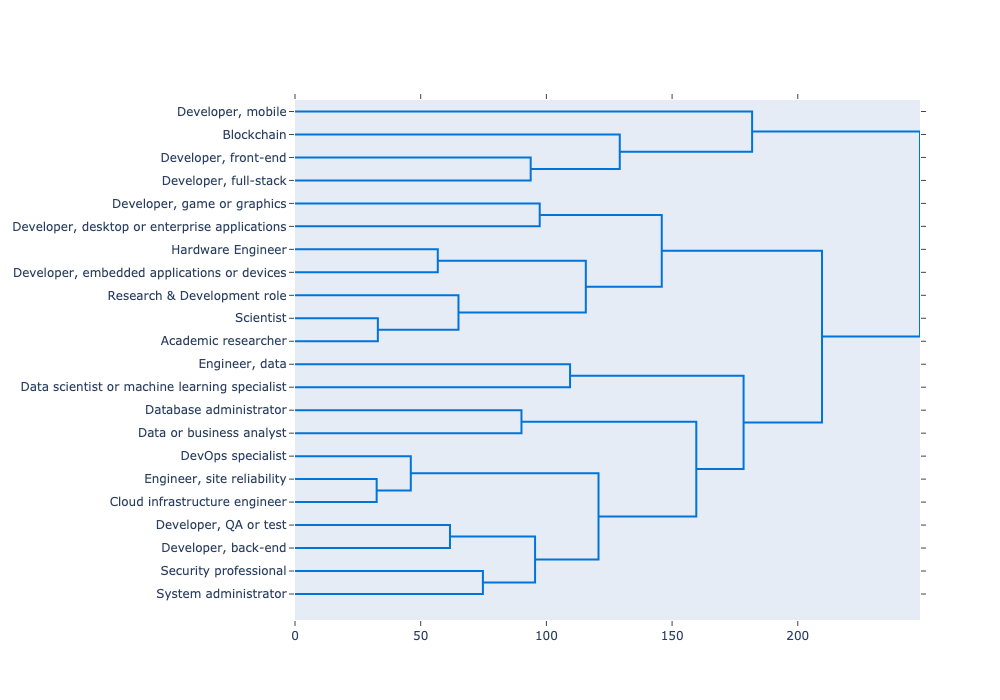 Developer, mobile
Blockchain
Developer, front-end
Developer, full-stack
Developer, game or graphics
Developer, desktop or enterprise applications
Hardware Engineer
Developer, embedded applications or devices
Research & Development role
Scientist
Academic researcher
Engineer, data
Data scientist or machine learning specialist
Database administrator
Data or business analyst
DevOps specialist
Engineer, site reliability
Cloud infrastructure engineer
Developer, QA or test
Developer, back-end
Security professional
System administrator
0 50 100 150 200